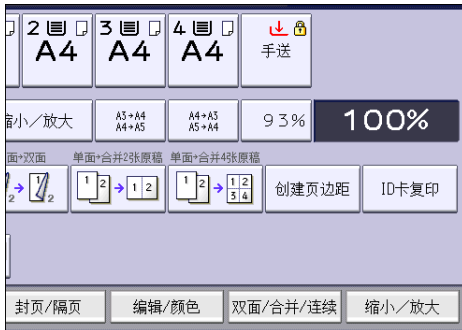 2 3 4
A4 A4 A4 手送
缩小／放大 A3→A4 A4→A3 93% 100%
A4→A5 A5→A4
面→双面 单面→合并2张原稿 单面→合并4张原稿
2 → 2 1 2 → 1 2 1 2 → 1 2 3 4 创建页边距 ID卡复印
封页/隔页 编辑/颜色 双面/合并/连续 缩小／放大